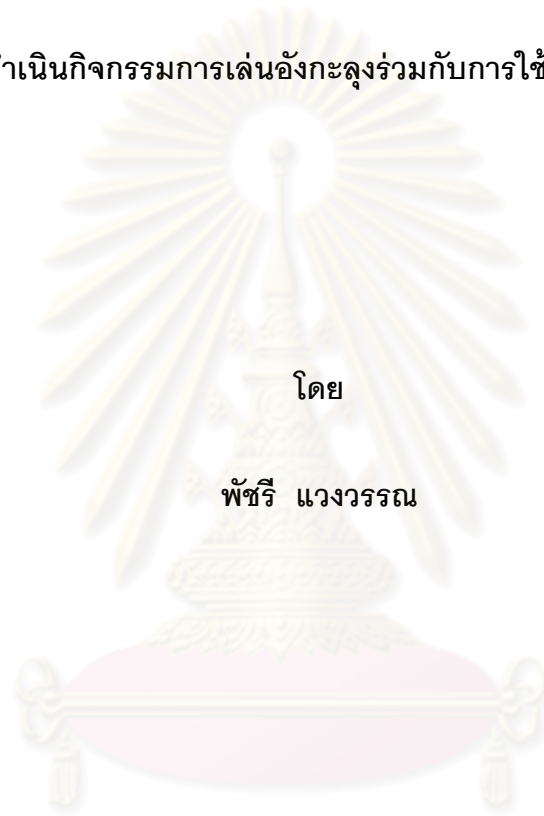 ดำเนินกิจกรรมการเล่นอังกะลุงร่วมกับการใช้
โดย
พัชรี แวงวรรณ